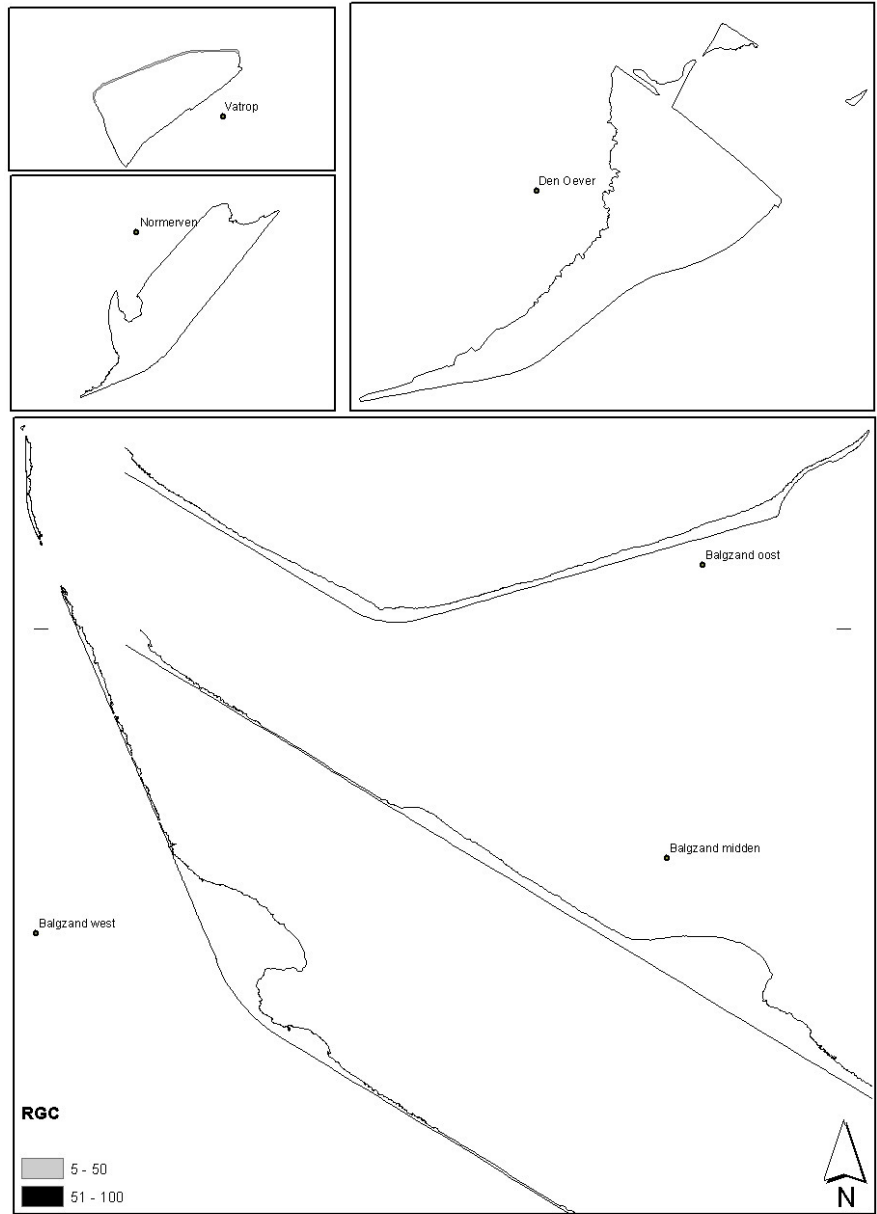 Vatrop
Normerven
Den Oever
Balgzand oost
Balgzand midden
Balgzand west
RGC
5 - 50
51 - 100
N